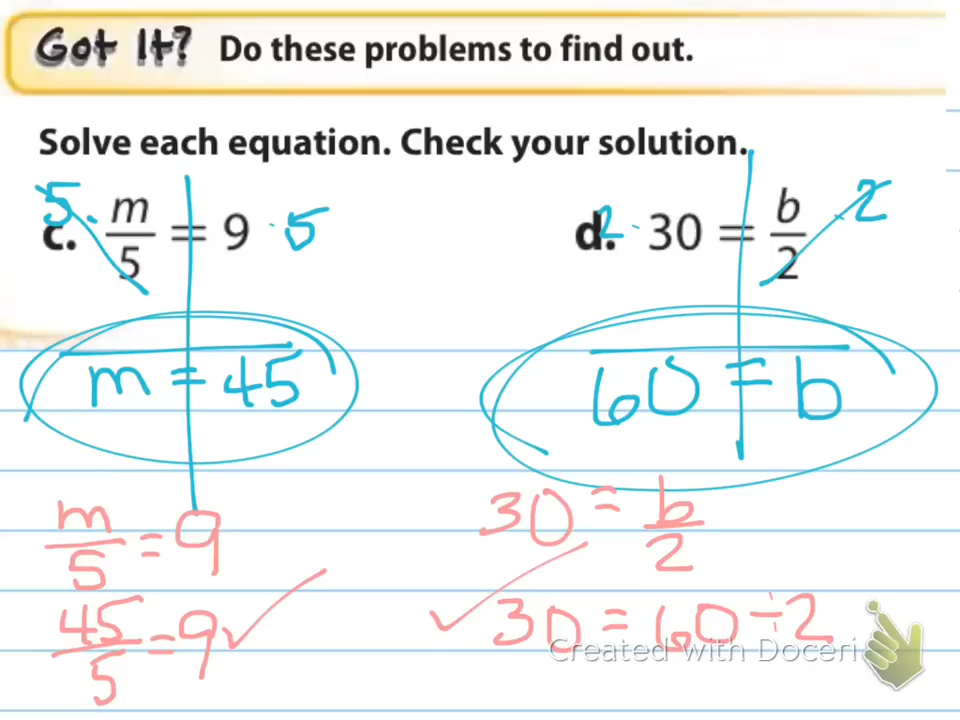 Got It? Do these problems to find out.
Solve each equation. Check your solution.
c. 5 · m/5 = 9 · 5
d. 2 · 30 = b/2 · 2
m = 45
60 = b
m/5 = 9
30 = b/2
45/5 = 9 ✓
✓ 30 = 60 ÷ 2
Created with Doceri